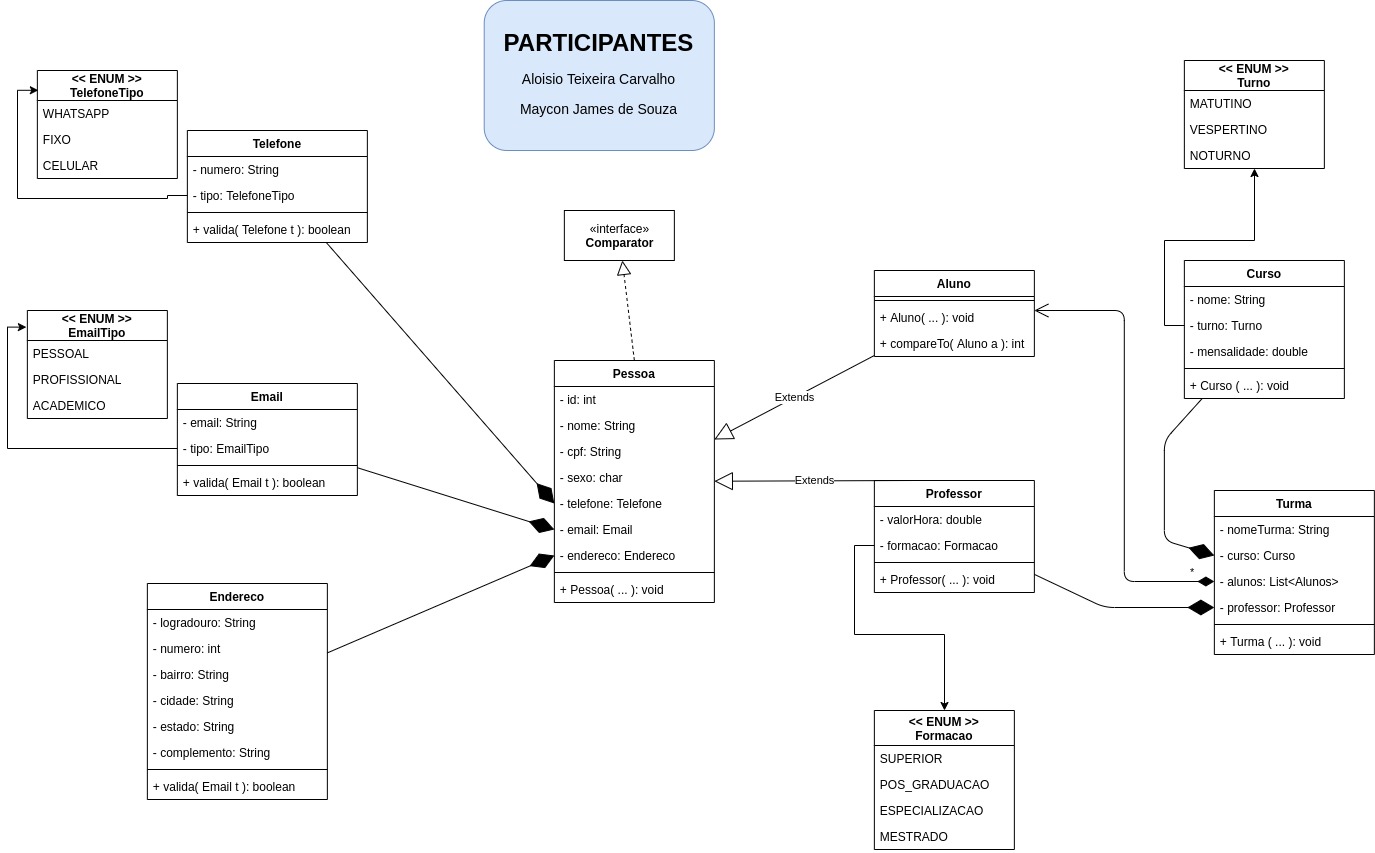 PARTICIPANTES
Aloisio Teixeira Carvalho
Maycon James de Souza
<< ENUM >>
TelefoneTipo
WHATSAPP
FIXO
CELULAR
Telefone
- numero: String
- tipo: TelefoneTipo
+ valida( Telefone t ): boolean
<< ENUM >>
EmailTipo
PESSOAL
PROFISSIONAL
ACADEMICO
Email
- email: String
- tipo: EmailTipo
+ valida( Email t ): boolean
Endereco
- logradouro: String
- numero: int
- bairro: String
- cidade: String
- estado: String
- complemento: String
+ valida( Email t ): boolean
«interface»
Comparator
Pessoa
- id: int
- nome: String
- cpf: String
- sexo: char
- telefone: Telefone
- email: Email
- endereco: Endereco
+ Pessoa( ... ): void
Extends
Extends
Aluno
+ Aluno( ... ): void
+ compareTo( Aluno a ): int
Professor
- valorHora: double
- formacao: Formacao
+ Professor( ... ): void
<< ENUM >>
Formacao
SUPERIOR
POS_GRADUACAO
ESPECIALIZACAO
MESTRADO
<< ENUM >>
Turno
MATUTINO
VESPERTINO
NOTURNO
Curso
- nome: String
- turno: Turno
- mensalidade: double
+ Curso ( ... ): void
*
Turma
- nomeTurma: String
- curso: Curso
- alunos: List<Alunos>
- professor: Professor
+ Turma ( ... ): void